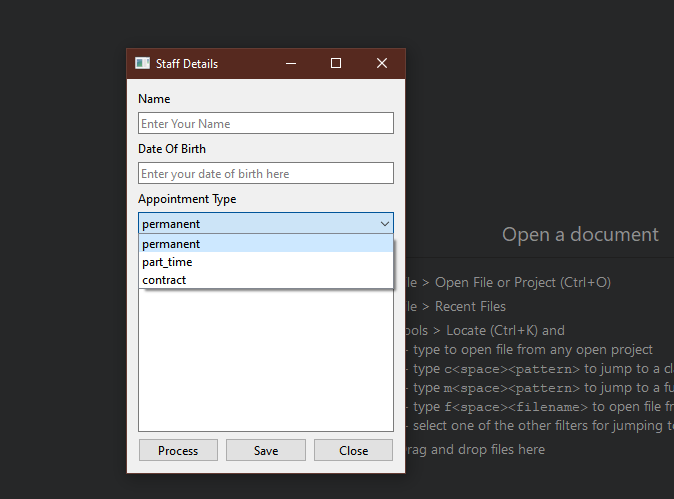 Staff Details
Name
Enter Your Name
Date Of Birth
Enter your date of birth here
Appointment Type
permanent
permanent
part_time
contract
Process
Save
Close
Open a document
le > Open File or Project (Ctrl+O)
le > Recent Files
ools > Locate (Ctrl+K) and
- type to open file from any open project
- type c<space><pattern> to jump to a cl
- type m<space><pattern> to jump to a fu
- type f<space><filename> to open file fr
- select one of the other filters for jumping to
rag and drop files here